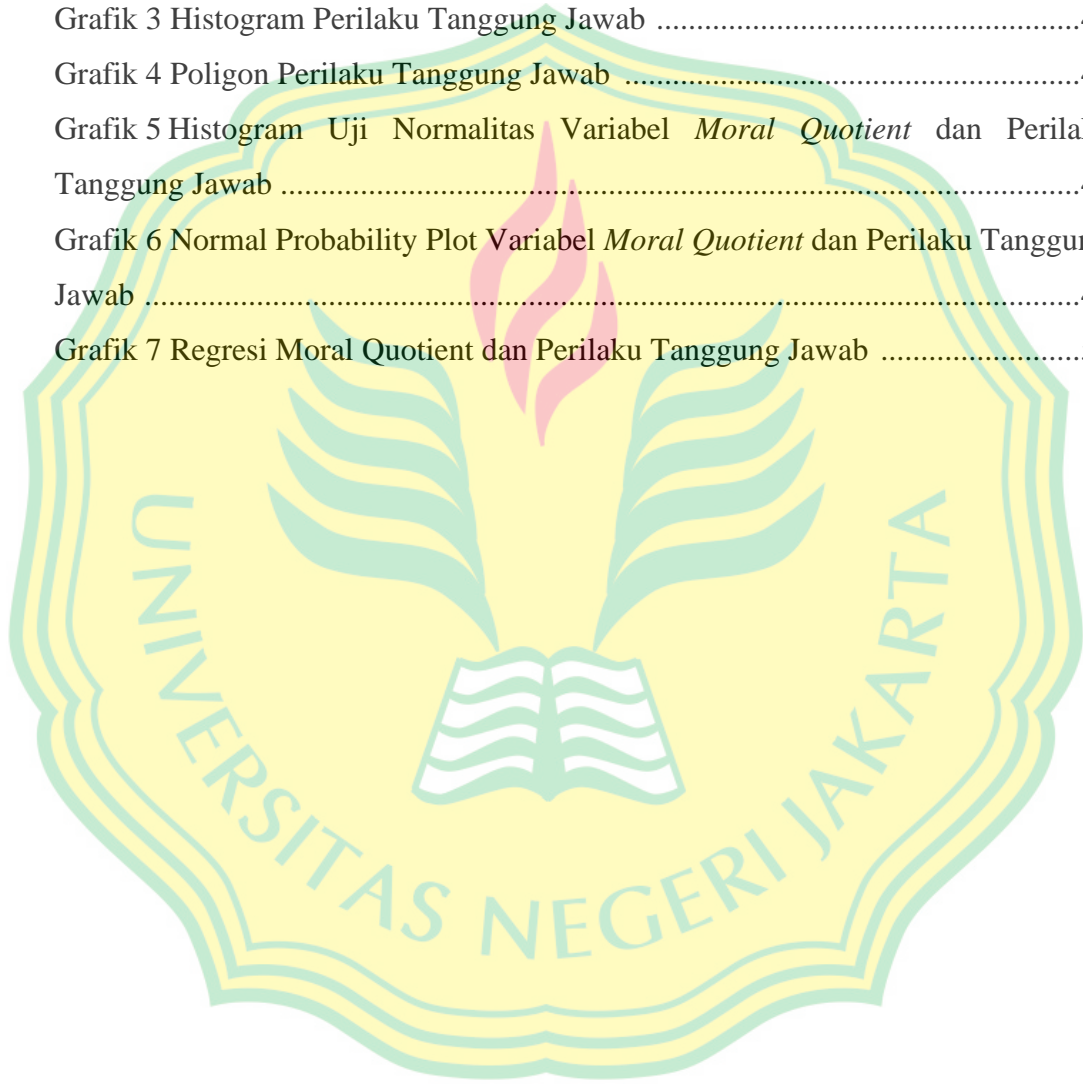 Grafik 3 Histogram Perilaku Tanggung Jawab ........................................................................
Grafik 4 Poligon Perilaku Tanggung Jawab ........................................................................
Grafik 5 Histogram Uji Normalitas Variabel Moral Quotient dan
Tanggung Jawab ........................................................................
Grafik 6 Normal Probability Plot Variabel Moral Quotient dan Perilaku
Jawab ........................................................................
Grafik 7 Regresi Moral Quotient dan Perilaku Tanggung Jawab ........................
UNIVERSITAS NEGERI JAKARTA